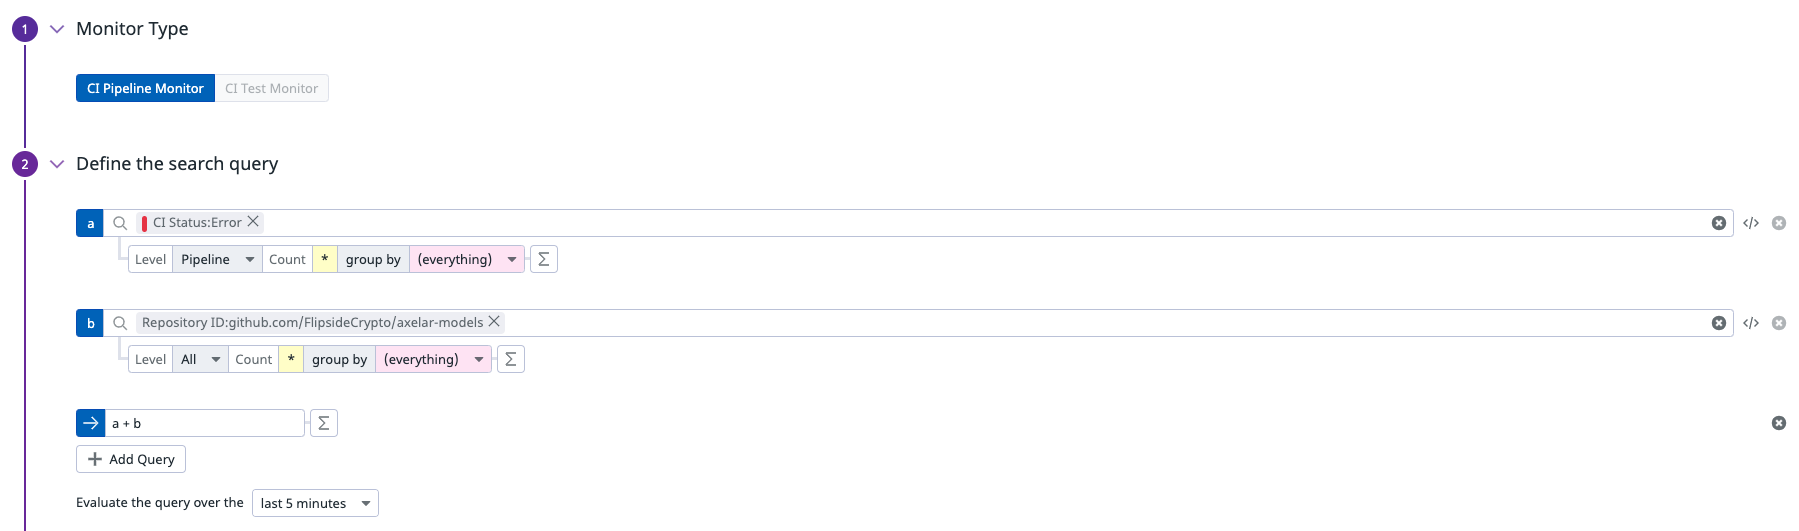 1 Monitor Type
CI Pipeline Monitor CI Test Monitor
2 Define the search query
a CI Status:Error
Level Pipeline Count * group by (everything) Σ
b Repository ID:github.com/FlipsideCrypto/axelar-models
Level All Count * group by (everything) Σ
a + b Σ
Add Query
Evaluate the query over the last 5 minutes